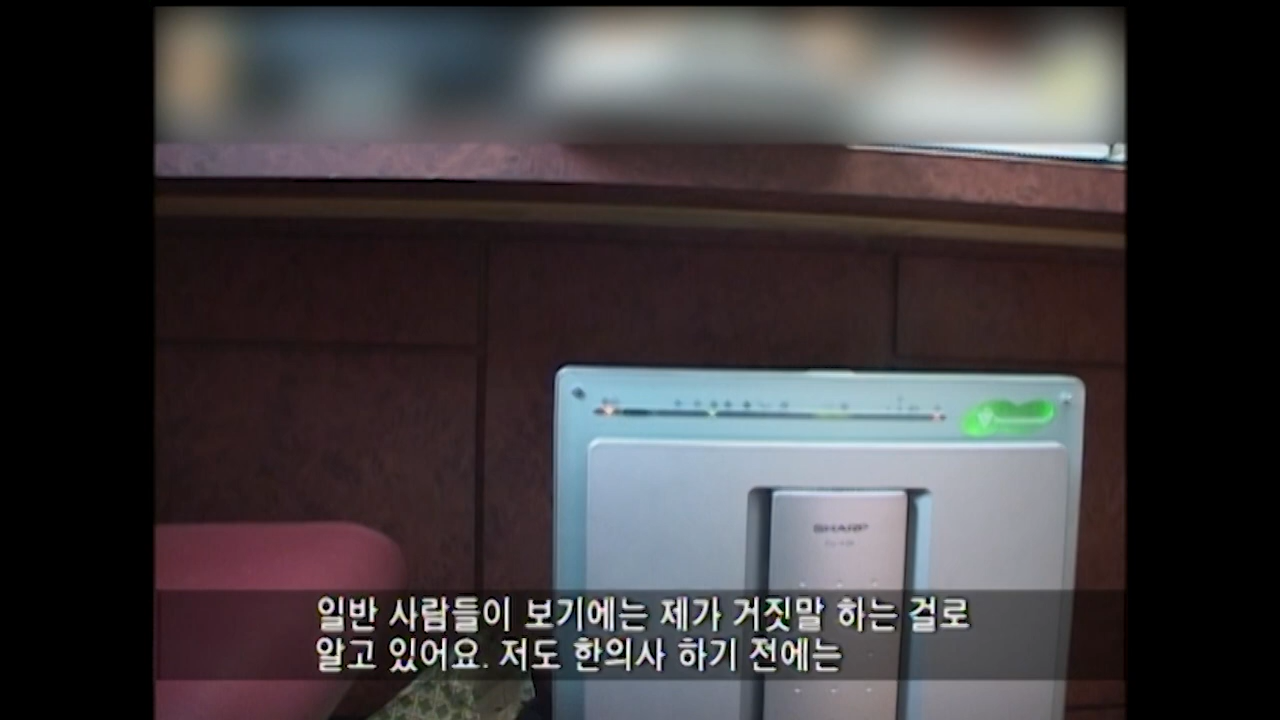 SHARP
일반 사람들이 보기에는 제가 거짓말 하는 걸로
알고 있어요. 저도 한의사 하기 전에는